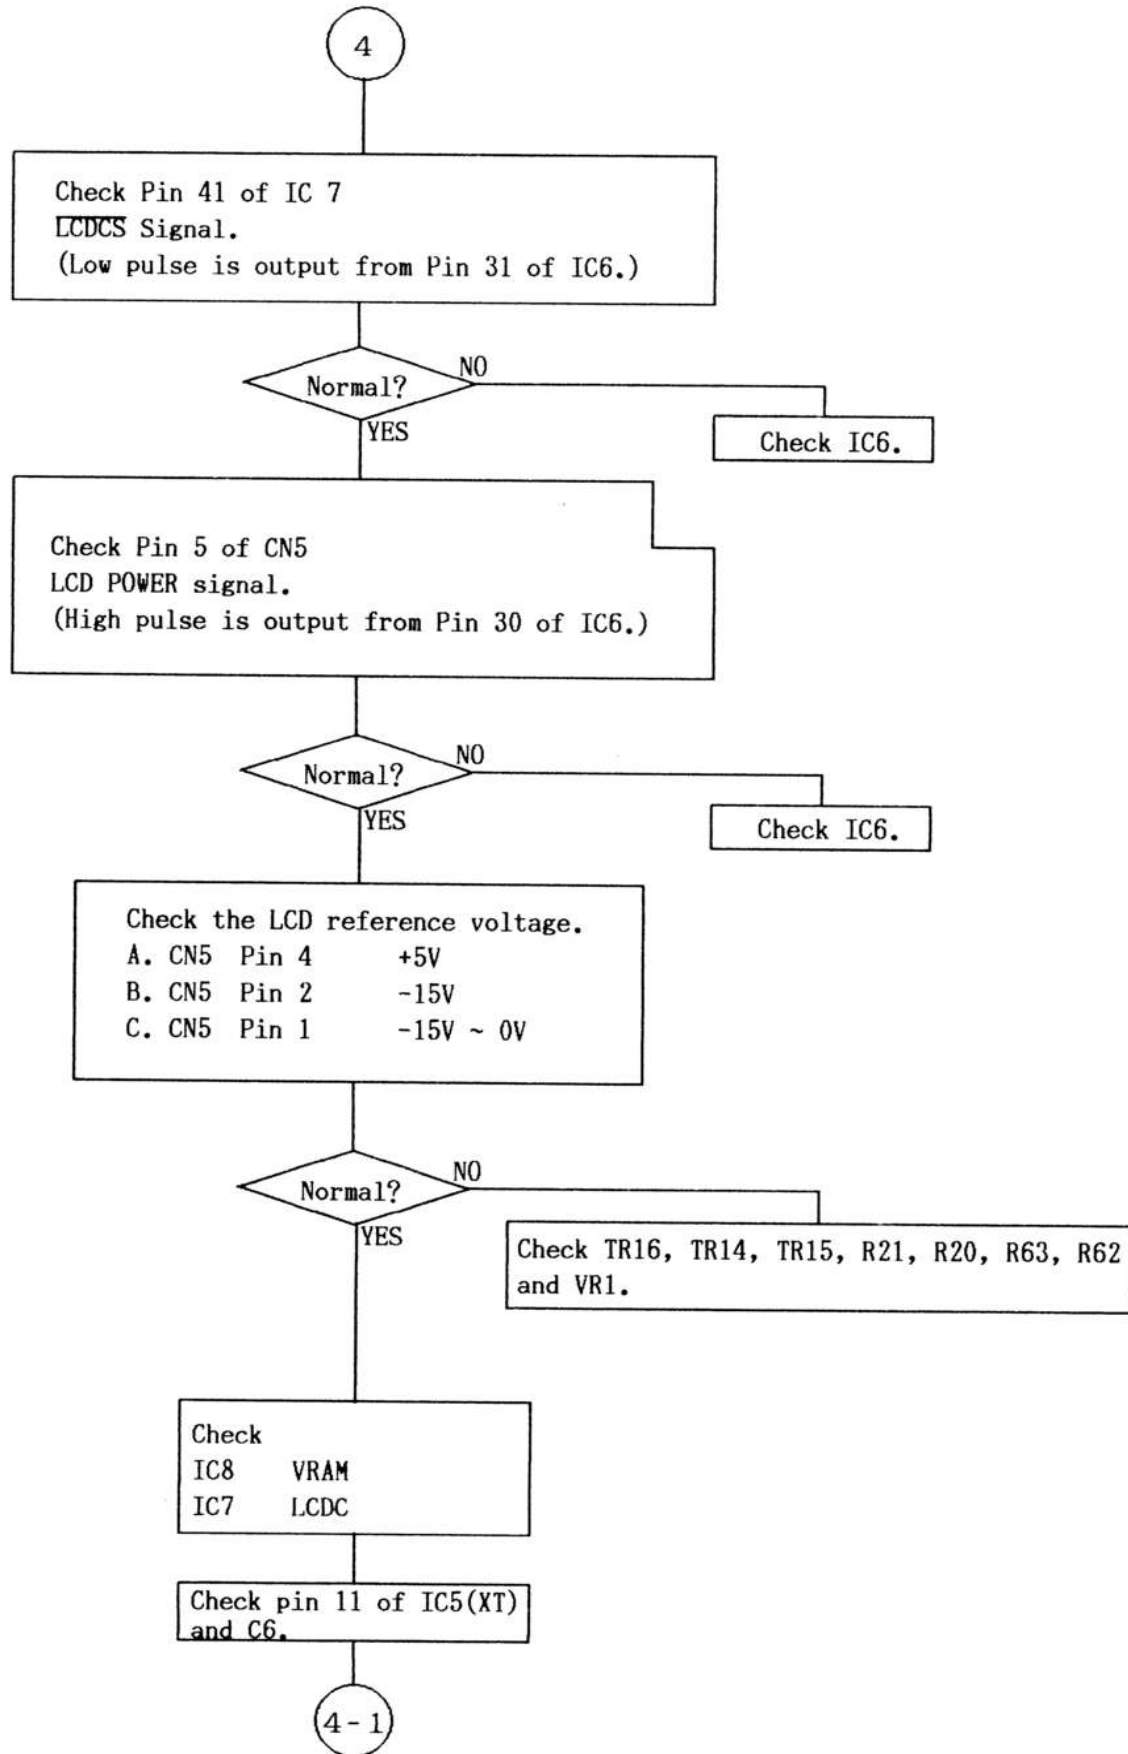 4
Check Pin 41 of IC 7
L̅C̅D̅C̅S̅ Signal.
(Low pulse is output from Pin 31 of IC6.)
NO
Normal?
YES
Check IC6.
Check Pin 5 of CN5
LCD POWER signal.
(High pulse is output from Pin 30 of IC6.)
NO
Normal?
YES
Check IC6.
Check the LCD reference voltage.
A. CN5 Pin 4 +5V
B. CN5 Pin 2 -15V
C. CN5 Pin 1 -15V ~ 0V
NO
Normal?
YES
Check TR16, TR14, TR15, R21, R20, R63, R62
and VR1.
Check
IC8 VRAM
IC7 LCDC
Check pin 11 of IC5(XT)
and C6.
4-1